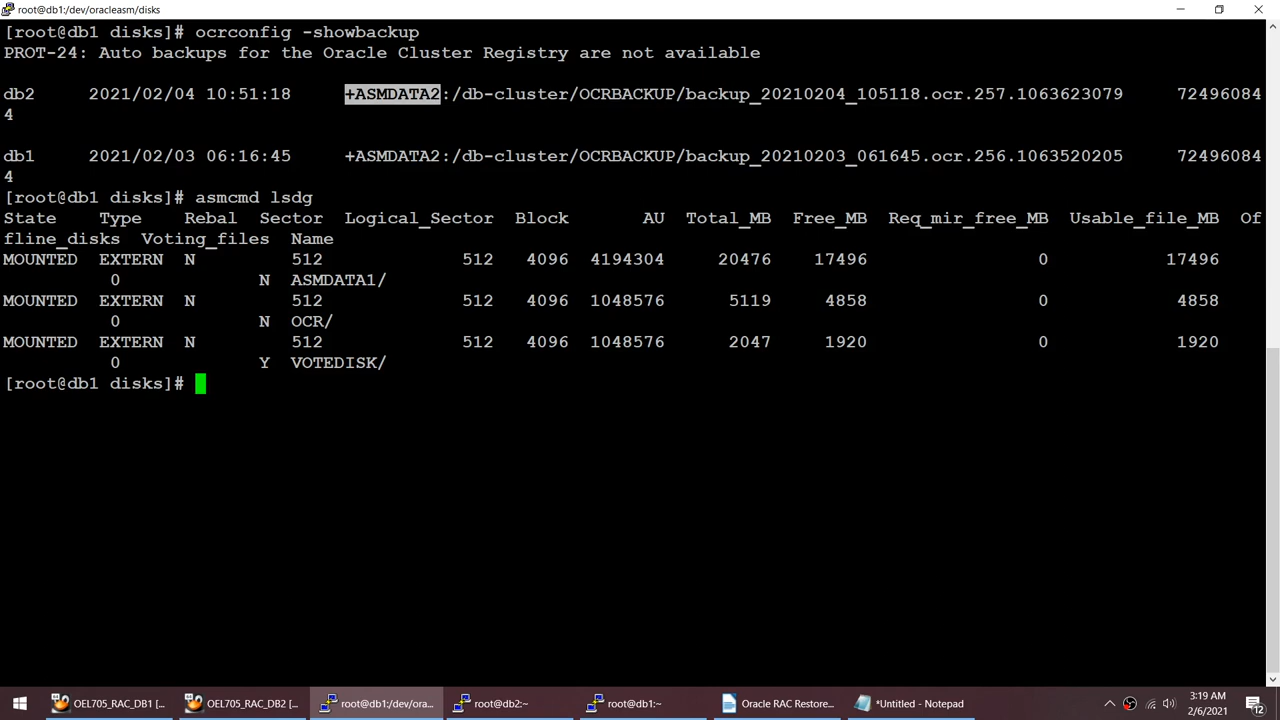 root@db1:/dev/oracleasm/disks
[root@db1 disks]# ocrconfig -showbackup
PROT-24: Auto backups for the Oracle Cluster Registry are not available
db2     2021/02/04 10:51:18     +ASMDATA2:/db-cluster/OCRBACKUP/backup_20210204_105118.ocr.257.1063623079     72496084
4
db1     2021/02/03 06:16:45     +ASMDATA2:/db-cluster/OCRBACKUP/backup_20210203_061645.ocr.256.1063520205     72496084
4
[root@db1 disks]# asmcmd lsdg
State    Type    Rebal  Sector  Logical_Sector  Block       AU  Total_MB  Free_MB  Req_mir_free_MB  Usable_file_MB  Of
fline_disks  Voting_files  Name
MOUNTED  EXTERN  N         512             512   4096  4194304     20476    17496                0           17496
0             N  ASMDATA1/
MOUNTED  EXTERN  N         512             512   4096  1048576      5119     4858                0            4858
0             N  OCR/
MOUNTED  EXTERN  N         512             512   4096  1048576      2047     1920                0            1920
0             Y  VOTEDISK/
[root@db1 disks]#
OEL705_RAC_DB1 [... OEL705_RAC_DB2 [... root@db1:/dev/ora... root@db2:~ root@db1:~ Oracle RAC Restore... *Untitled - Notepad 3:19 AM
2/6/2021 12